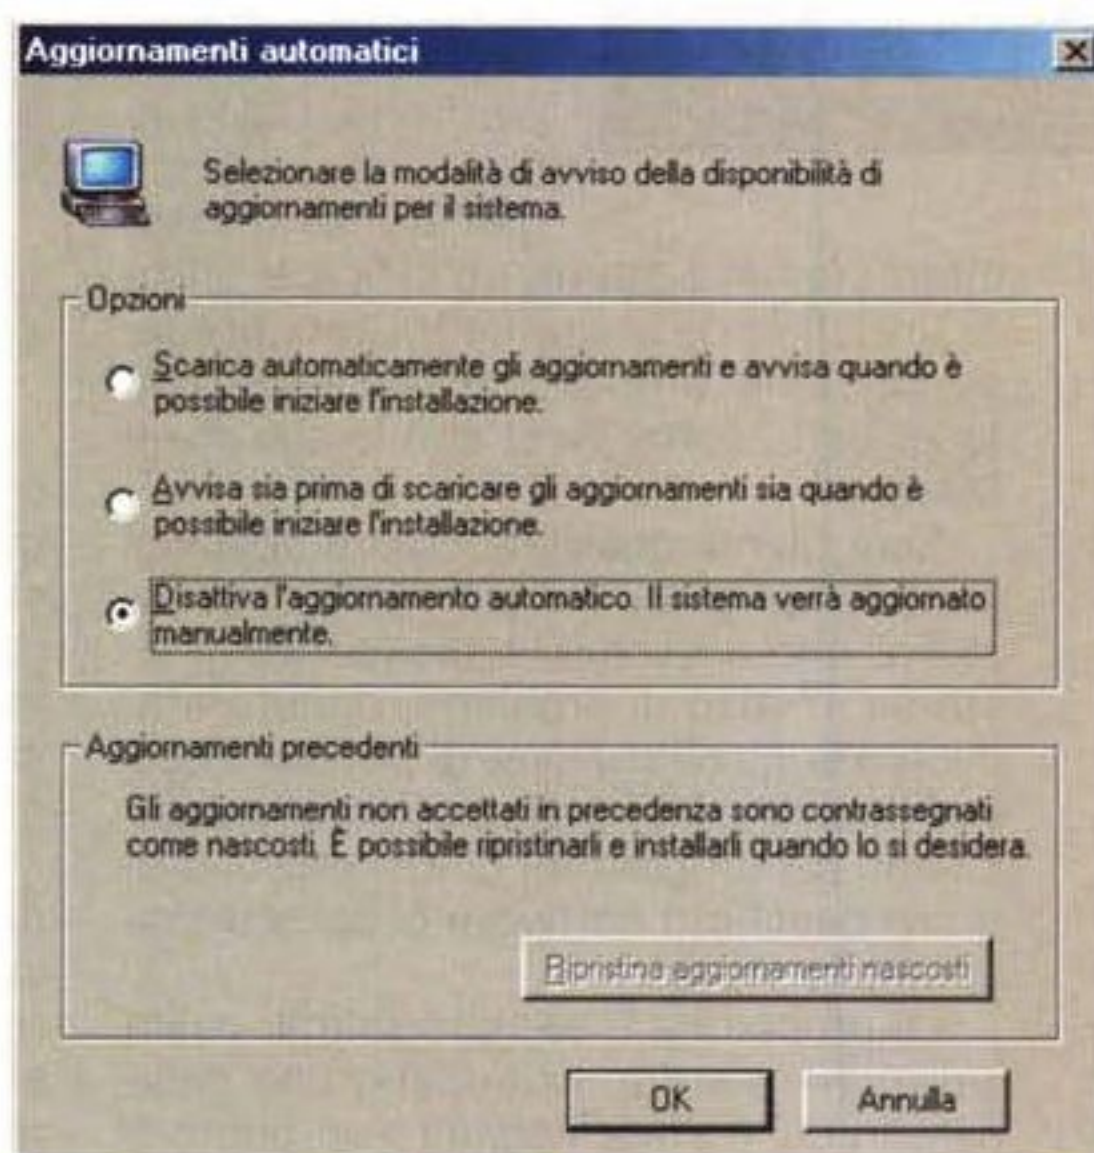 Aggiornamenti automatici
Selezionare la modalità di avviso della disponibilità di
aggiornamenti per il sistema.
Opzioni
Scarica automaticamente gli aggiornamenti e avvisa quando è
possibile iniziare l'installazione.
Avvisa sia prima di scaricare gli aggiornamenti sia quando è
possibile iniziare l'installazione.
Disattiva l'aggiornamento automatico. Il sistema verrà aggiornato
manualmente.
Aggiornamenti precedenti
Gli aggiornamenti non accettati in precedenza sono contrassegnati
come nascosti. È possibile ripristinarli e installarli quando lo si desidera.
Ripristina aggiornamenti nascosti
OK
Annulla